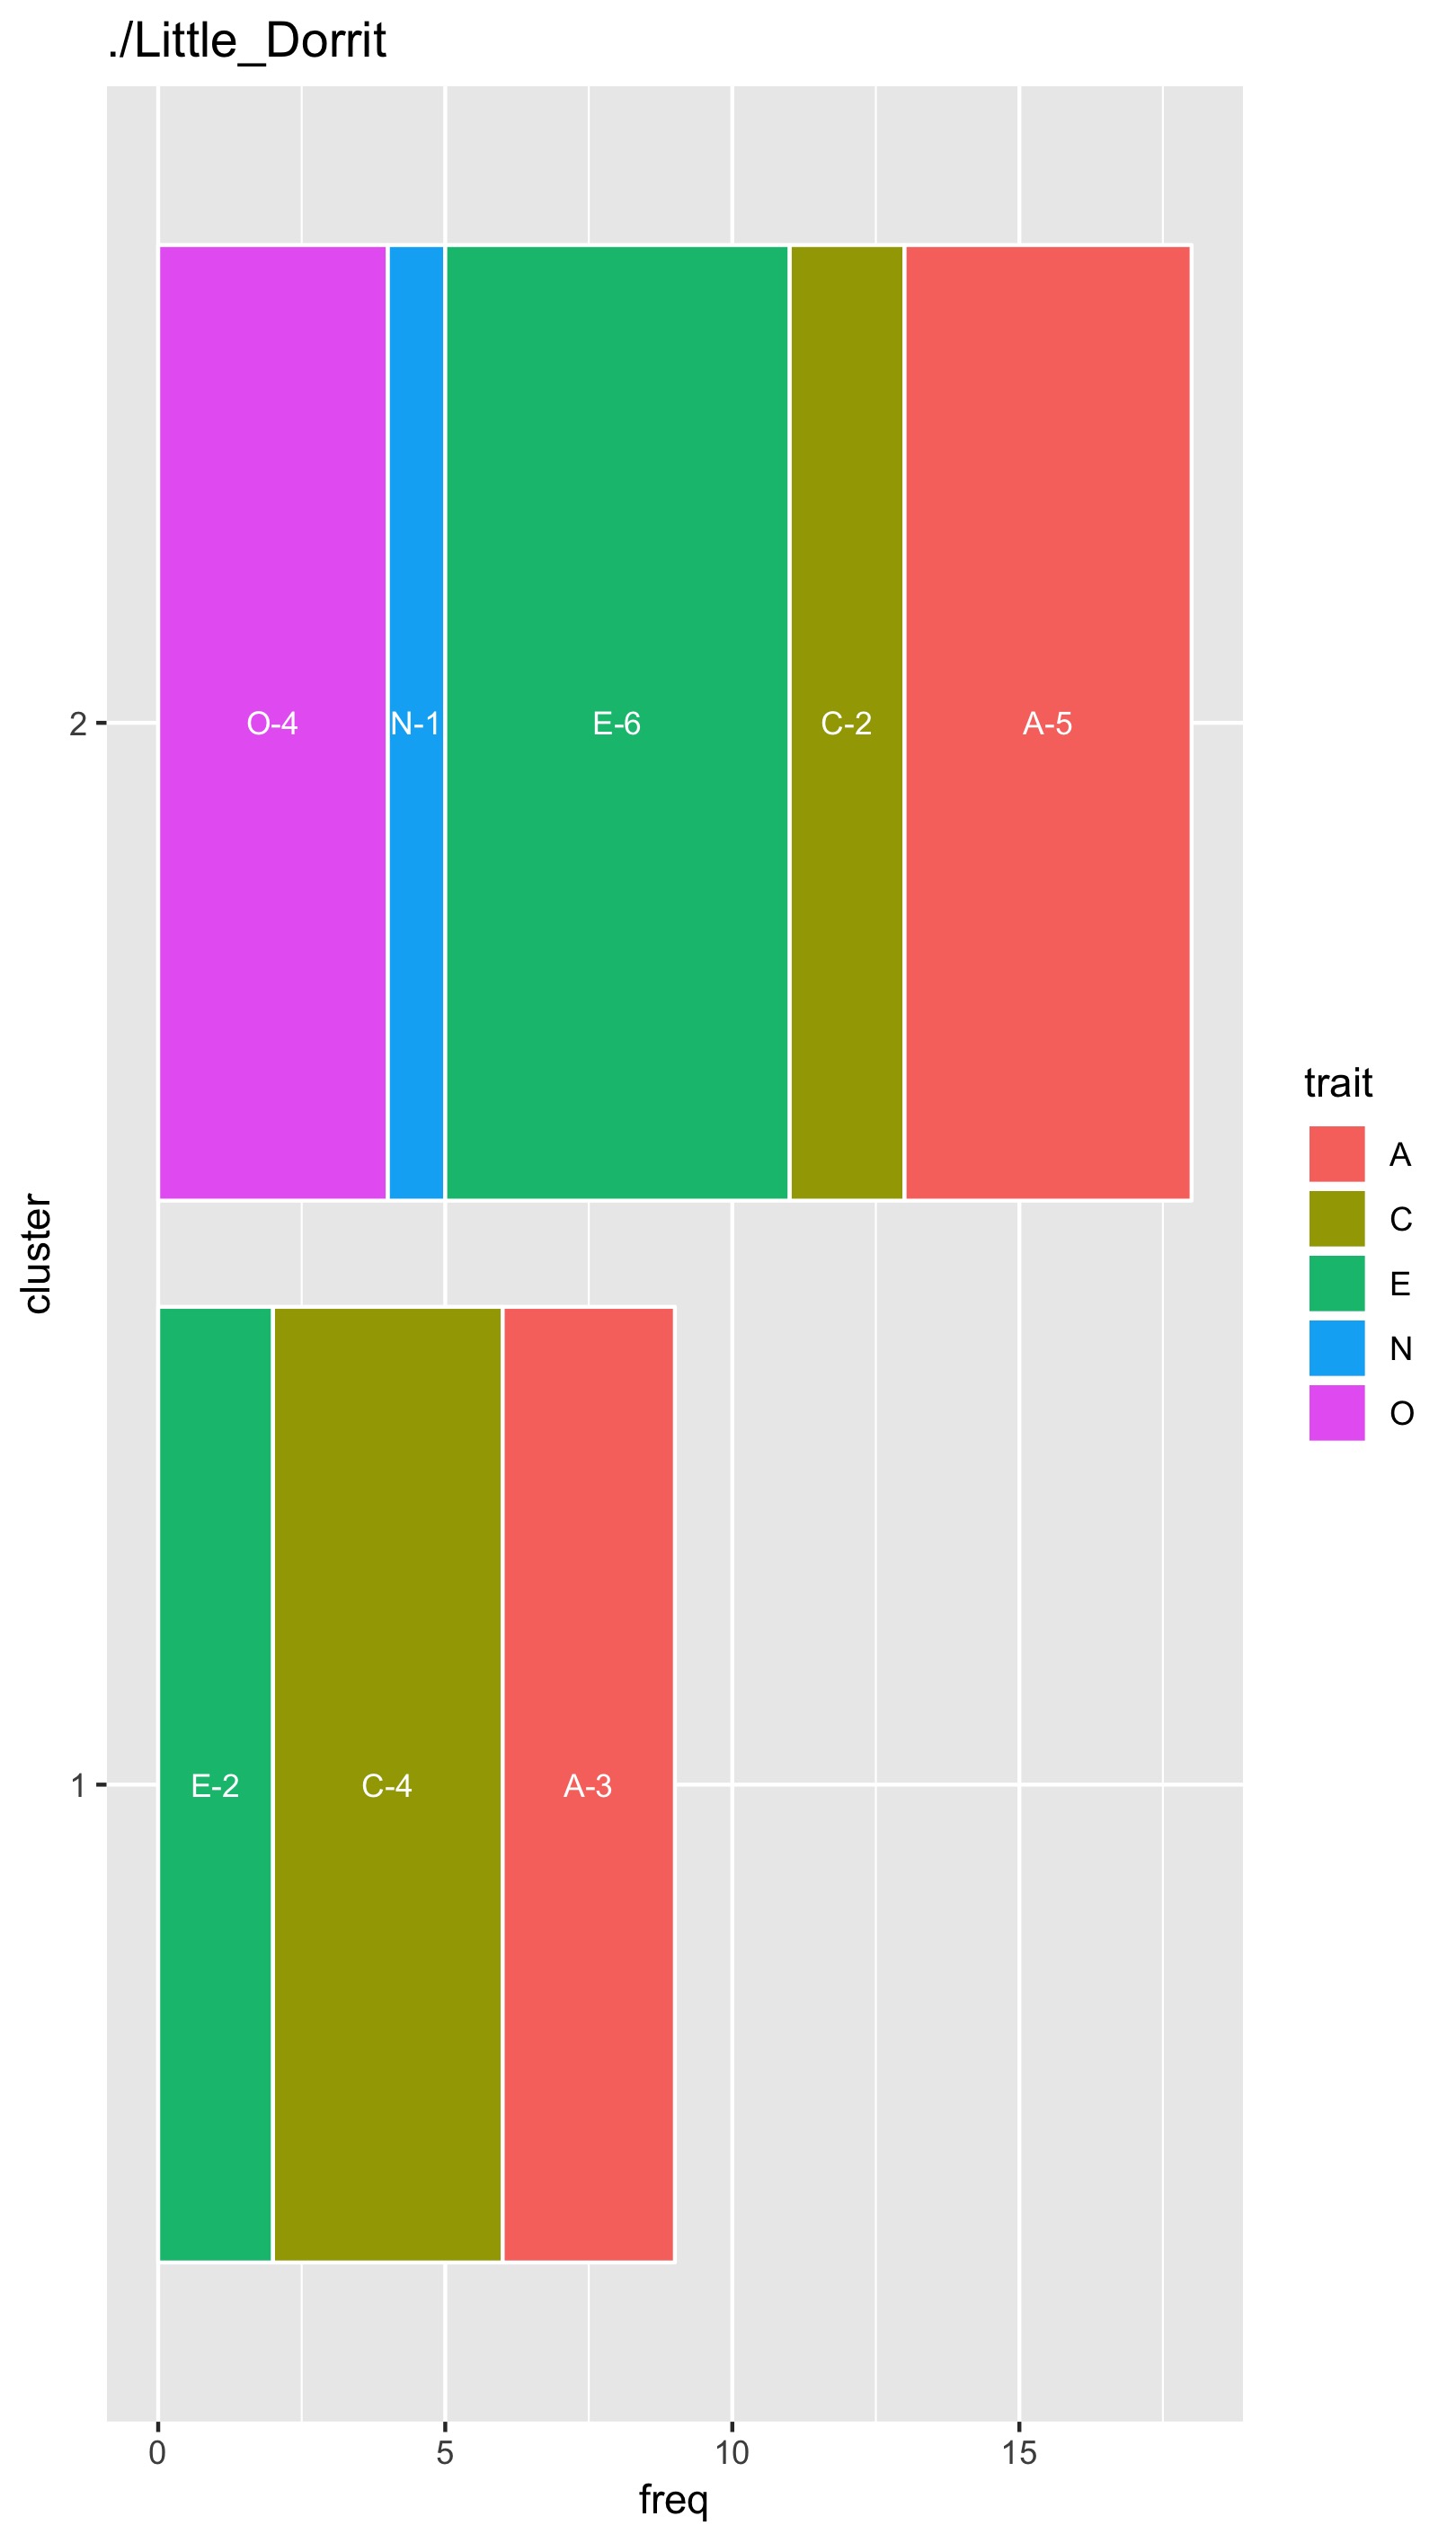 ./Little_Dorrit
2
O-4 N-1 E-6 C-2 A-5
cluster
trait
A
C
E
N
O
1
E-2 C-4 A-3
0 5 10 15
freq